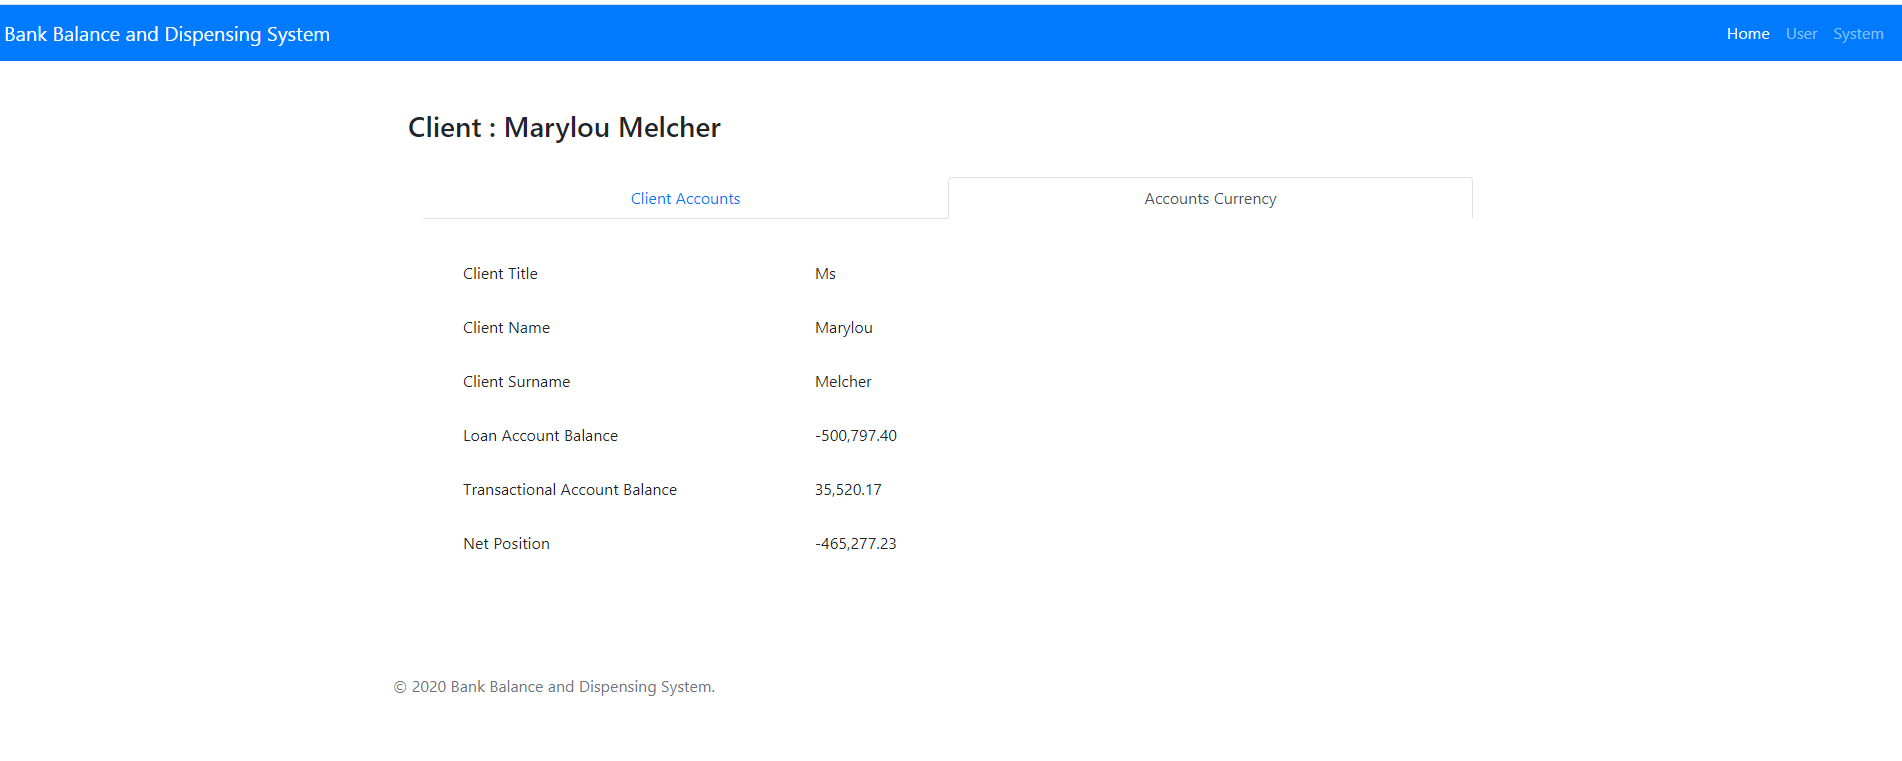 Bank Balance and Dispensing System Home User System
Client : Marylou Melcher
Client Accounts Accounts Currency
Client Title Ms
Client Name Marylou
Client Surname Melcher
Loan Account Balance -500,797.40
Transactional Account Balance 35,520.17
Net Position -465,277.23
© 2020 Bank Balance and Dispensing System.